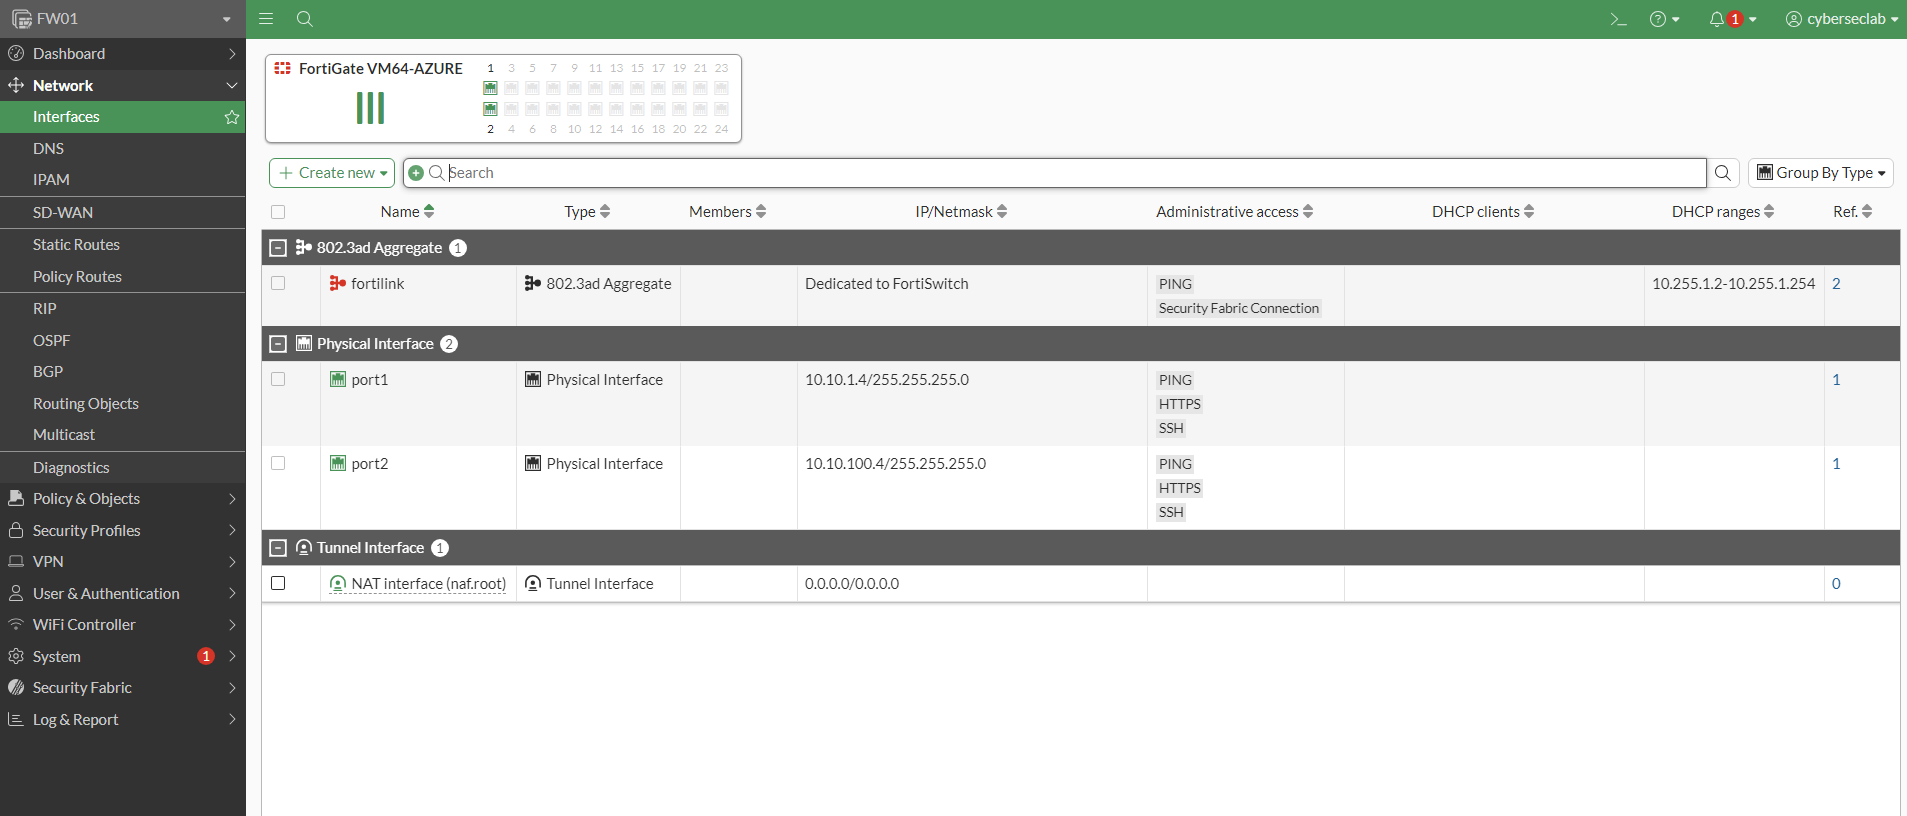 FW01
1
cyberseclab
Dashboard
Network
Interfaces
DNS
IPAM
SD-WAN
Static Routes
Policy Routes
RIP
OSPF
BGP
Routing Objects
Multicast
Diagnostics
Policy & Objects
Security Profiles
VPN
User & Authentication
WiFi Controller
System 1
Security Fabric
Log & Report
FortiGate VM64-AZURE
1 3 5 7 9 11 13 15 17 19 21 23
2 4 6 8 10 12 14 16 18 20 22 24
Create new
Search
Group By Type
Name Type Members IP/Netmask Administrative access DHCP clients DHCP ranges Ref.
802.3ad Aggregate 1
fortilink 802.3ad Aggregate Dedicated to FortiSwitch PING 10.255.1.2-10.255.1.254 2
Security Fabric Connection
Physical Interface 2
port1 Physical Interface 10.10.1.4/255.255.255.0 PING 1
HTTPS
SSH
port2 Physical Interface 10.10.100.4/255.255.255.0 PING 1
HTTPS
SSH
Tunnel Interface 1
NAT interface (naf.root) Tunnel Interface 0.0.0.0/0.0.0.0 0